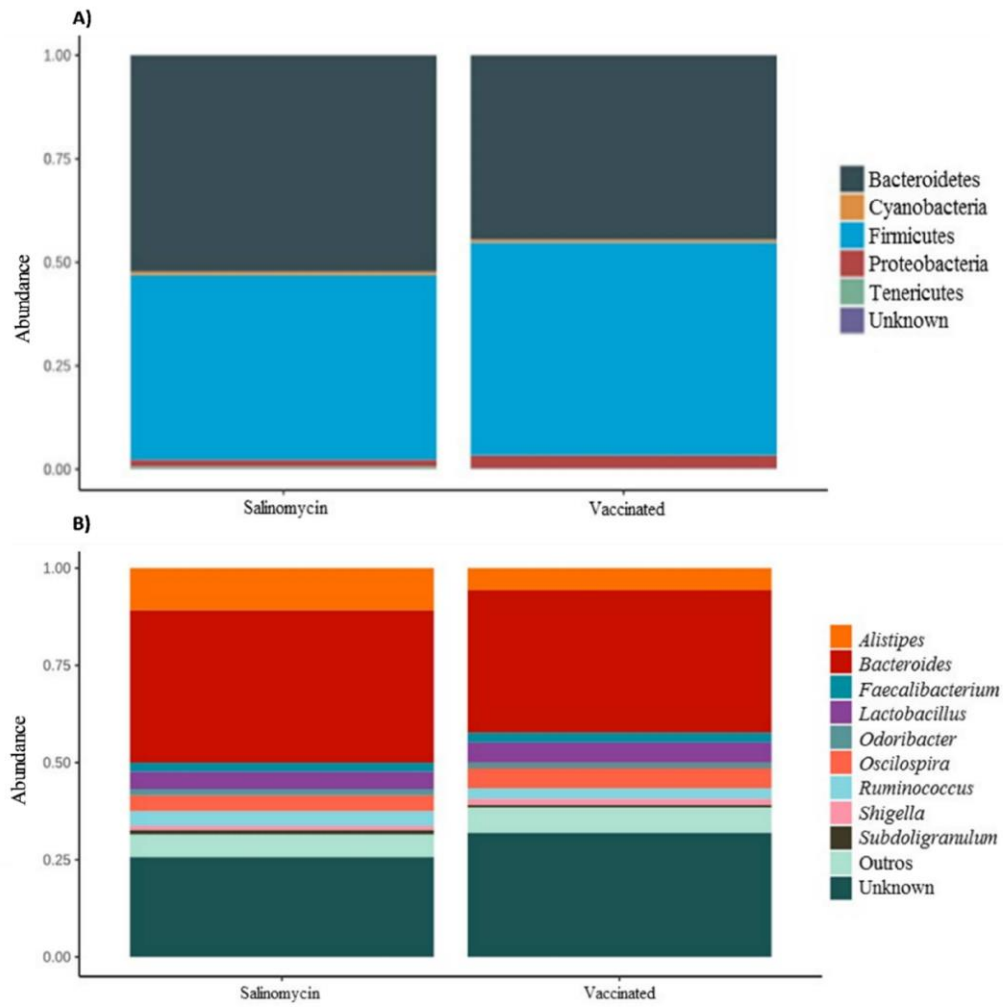 A)
1.00
0.75
0.50
0.25
0.00
Abundance
Salinomycin
Vaccinated
Bacteroidetes
Cyanobacteria
Firmicutes
Proteobacteria
Tenericutes
Unknown
B)
1.00
0.75
0.50
0.25
0.00
Abundance
Salinomycin
Vaccinated
Alistipes
Bacteroides
Faecalibacterium
Lactobacillus
Odoribacter
Oscilospira
Ruminococcus
Shigella
Subdoligranulum
Outros
Unknown